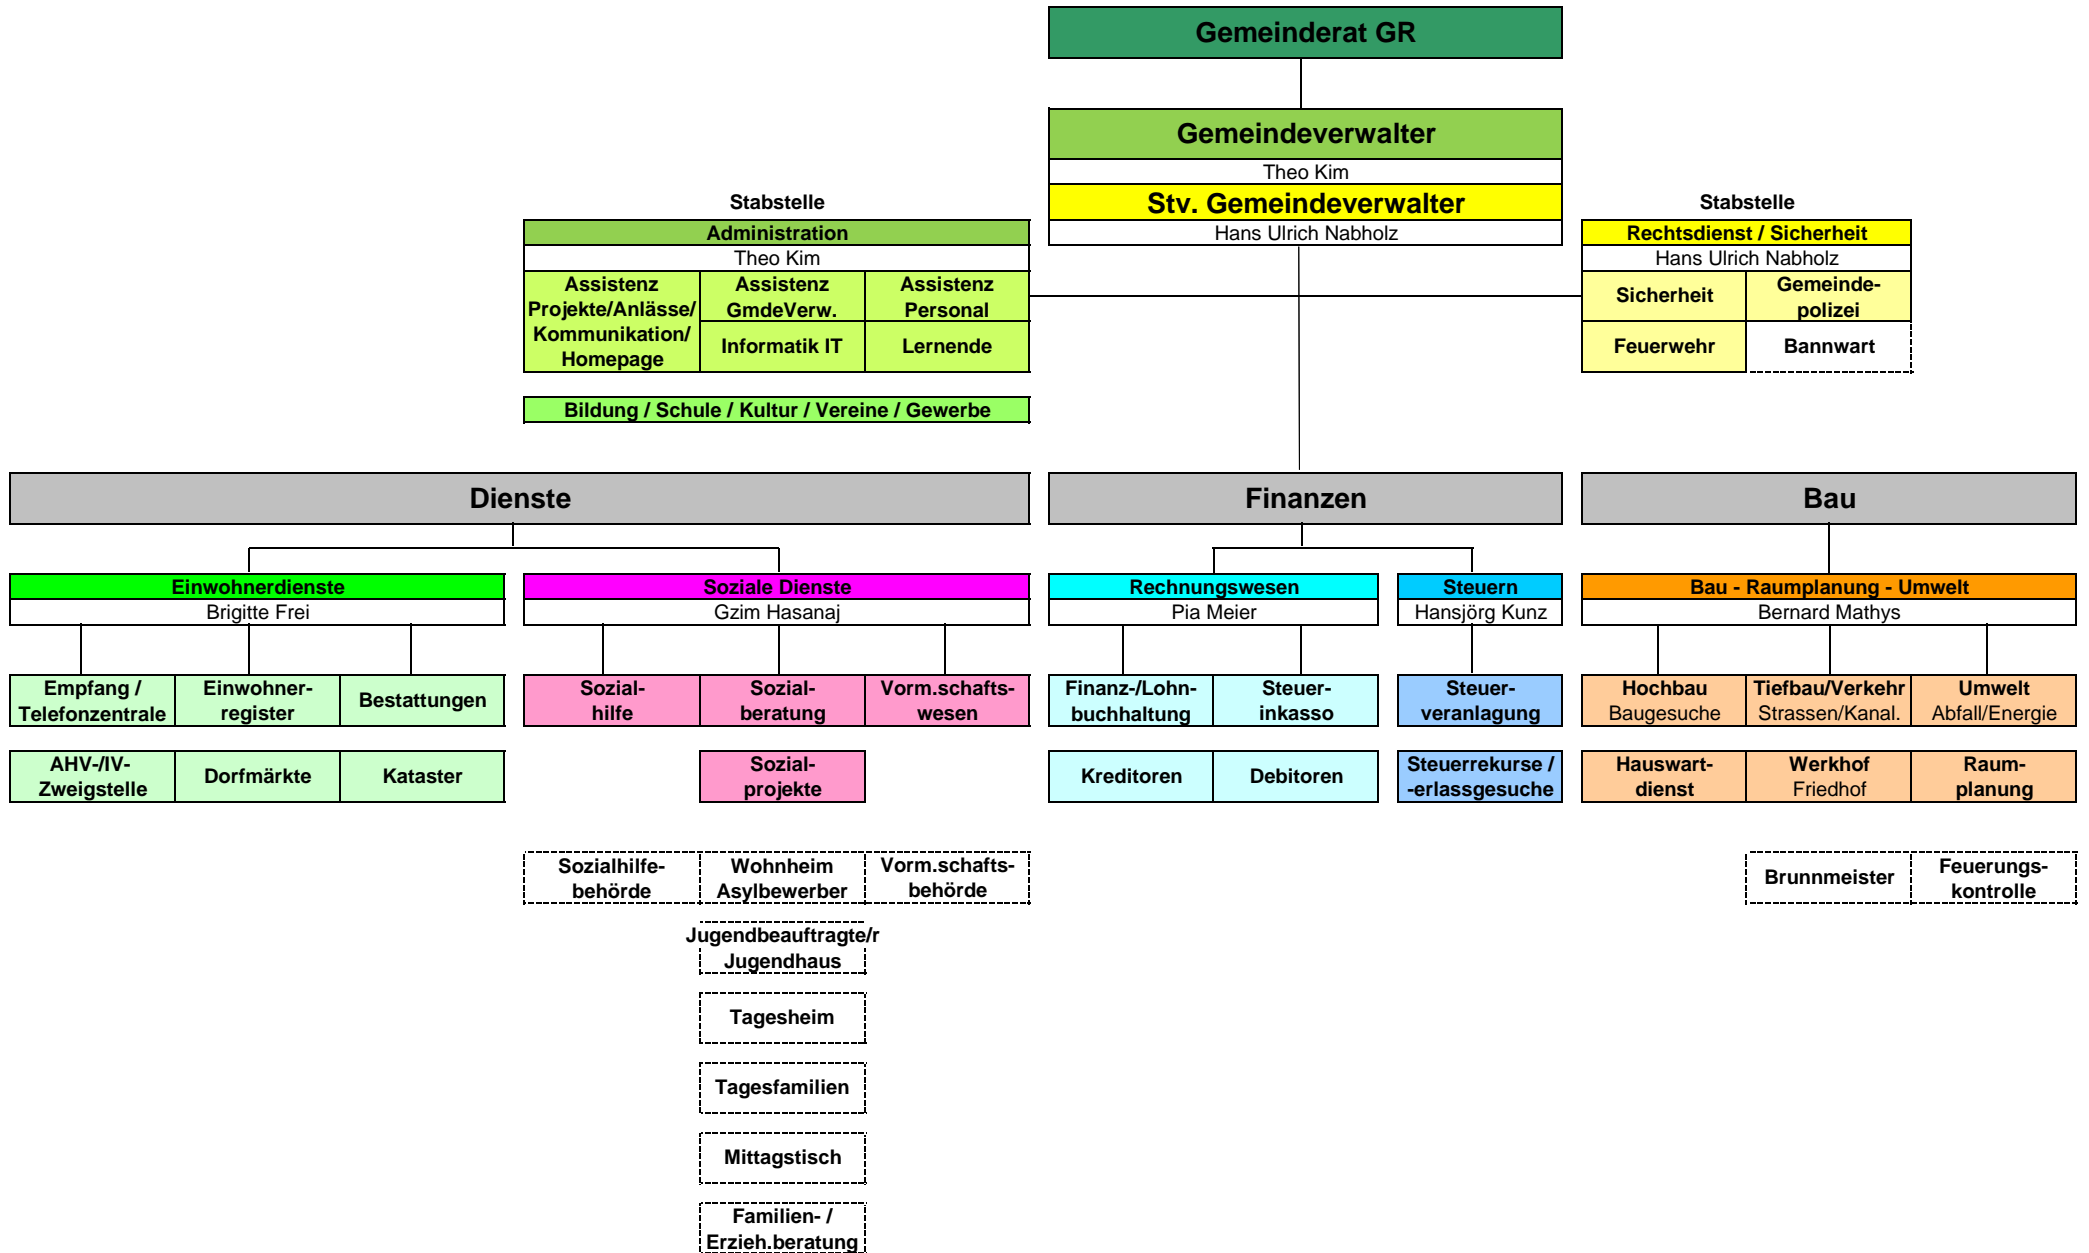 Gemeinderat GR
Gemeindeverwalter
Theo Kim
Stv. Gemeindeverwalter
Hans Ulrich Nabholz
Stabstelle
Administration
Theo Kim
Assistenz
Projekte/Anlässe/
Kommunikation/
Homepage
Assistenz
GmdeVerw.
Assistenz
Personal
Informatik IT
Lernende
Bildung / Schule / Kultur / Vereine / Gewerbe
Stabstelle
Rechtsdienst / Sicherheit
Hans Ulrich Nabholz
Sicherheit
Gemeinde-
polizei
Feuerwehr
Bannwart
Dienste
Einwohnerdienste
Brigitte Frei
Empfang /
Telefonzentrale
Einwohner-
register
Bestattungen
AHV-/IV-
Zweigstelle
Dorfmärkte
Kataster
Soziale Dienste
Gzim Hasanaj
Sozial-
hilfe
Sozial-
beratung
Vorm.schafts-
wesen
Sozial-
projekte
Sozialhilfe-
behörde
Wohnheim
Asylbewerber
Vorm.schafts-
behörde
Jugendbeauftragte/r
Jugendhaus
Tagesheim
Tagesfamilien
Mittagstisch
Familien- /
Erzieh.beratung
Finanzen
Rechnungswesen
Pia Meier
Finanz-/Lohn-
buchhaltung
Steuer-
inkasso
Kreditoren
Debitoren
Steuern
Hansjörg Kunz
Steuer-
veranlagung
Steuerrekurse /
-erlassgesuche
Bau
Bau - Raumplanung - Umwelt
Bernard Mathys
Hochbau
Baugesuche
Tiefbau/Verkehr
Strassen/Kanal.
Umwelt
Abfall/Energie
Hauswart-
dienst
Werkhof
Friedhof
Raum-
planung
Brunnmeister
Feuerungs-
kontrolle